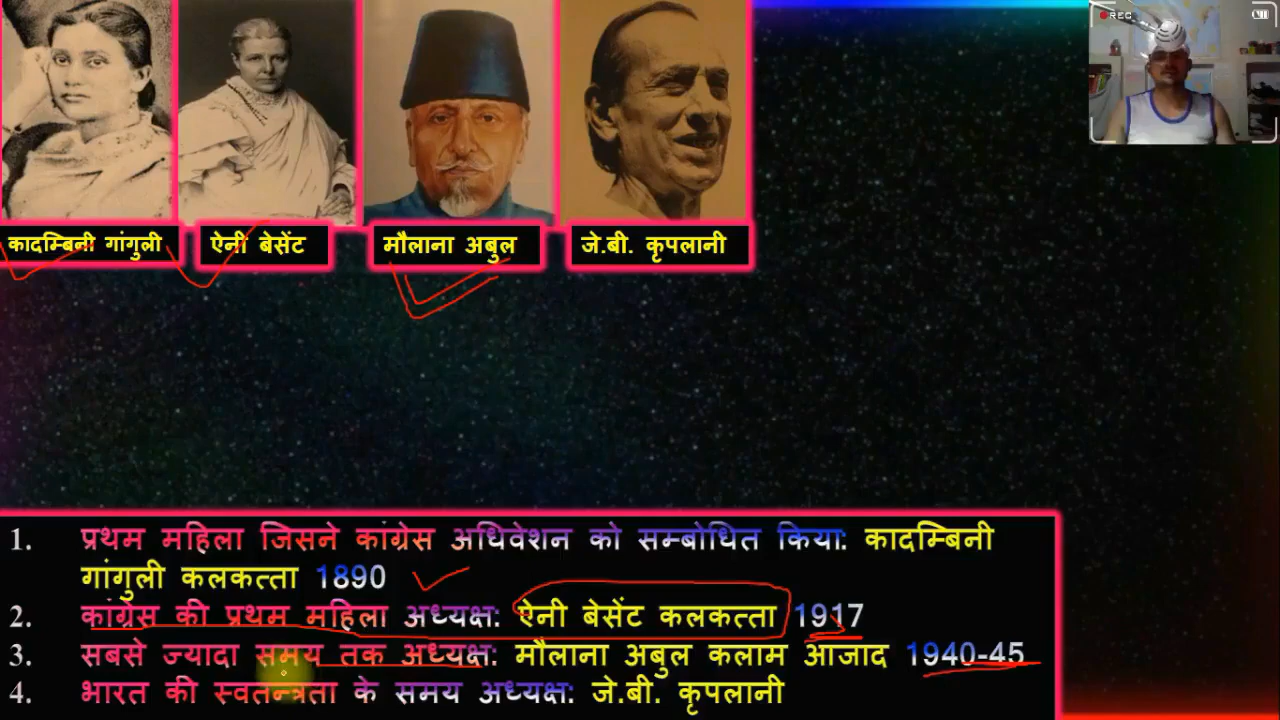 REC
कादम्बिनी गांगुली
ऐनी बेसेंट
मौलाना अबुल
जे.बी. कृपलानी
1. प्रथम महिला जिसने कांग्रेस अधिवेशन को सम्बोधित किया: कादम्बिनी
गांगुली कलकत्ता 1890
2. कांग्रेस की प्रथम महिला अध्यक्ष: ऐनी बेसेंट कलकत्ता 1917
3. सबसे ज्यादा समय तक अध्यक्ष: मौलाना अबुल कलाम आजाद 1940-45
4. भारत की स्वतन्त्रता के समय अध्यक्ष: जे.बी. कृपलानी